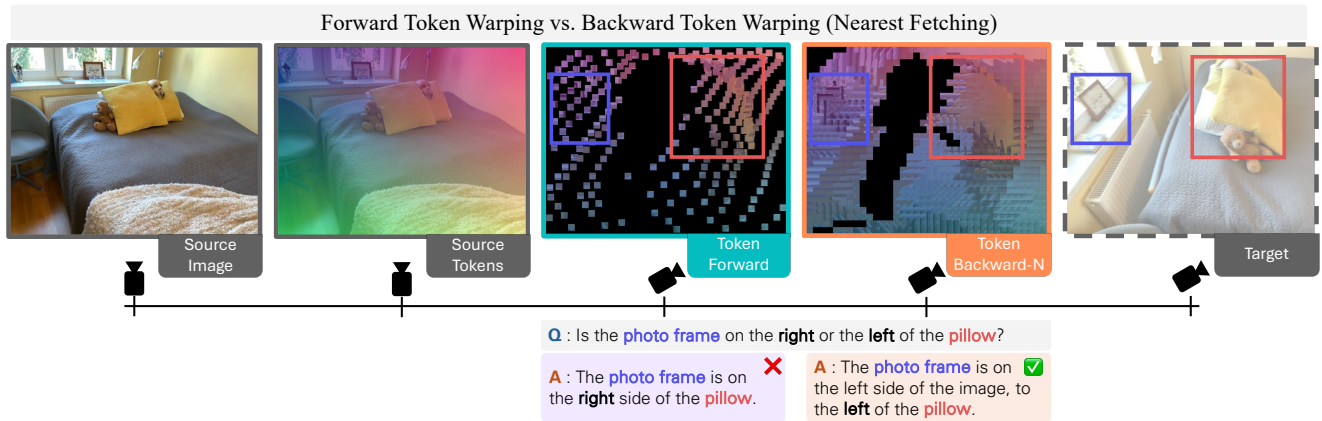 Forward Token Warping vs. Backward Token Warping (Nearest Fetching)
Source
Image
Source
Tokens
Token
Forward
Token
Backward-N
Target
Q : Is the photo frame on the right or the left of the pillow?
A : The photo frame is on
the right side of the pillow.
A : The photo frame is on
the left side of the image, to
the left of the pillow.